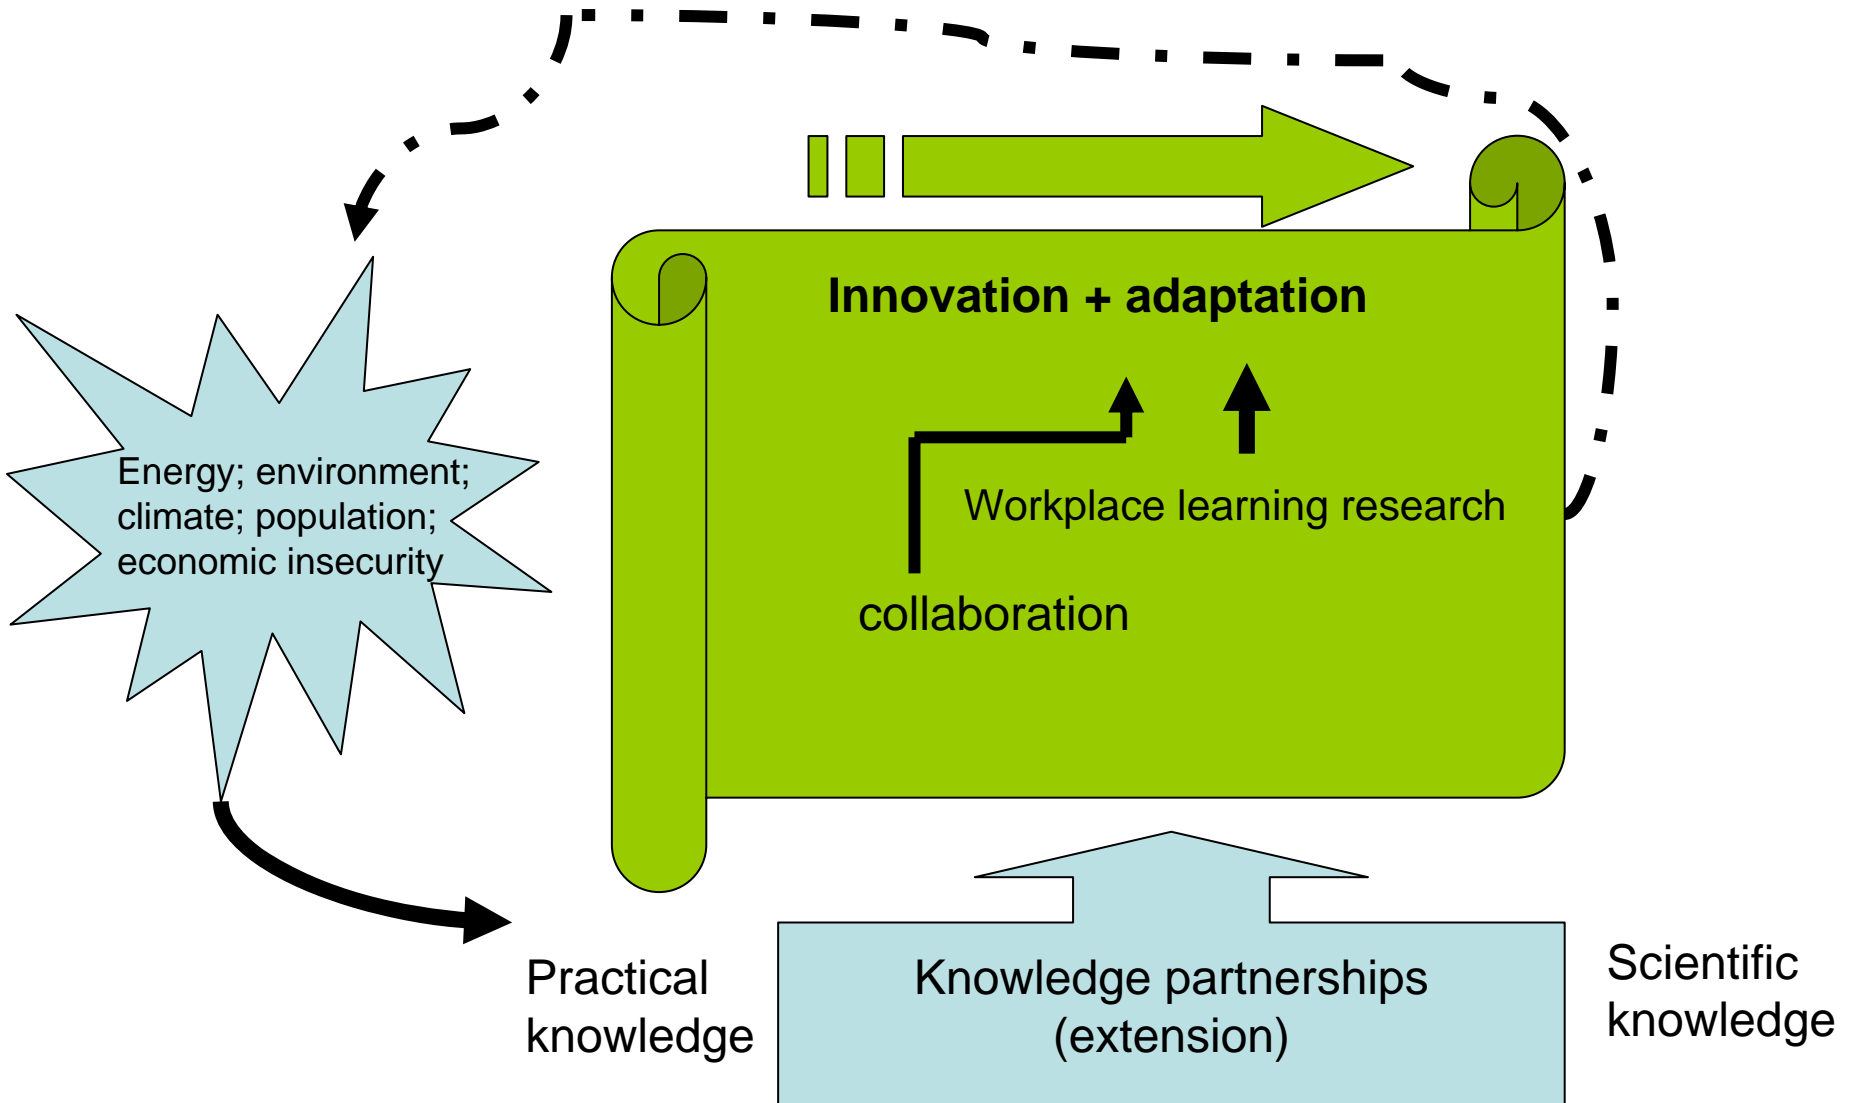 Innovation + adaptation
Energy; environment;
climate; population;
economic insecurity
Workplace learning research
collaboration
Practical
knowledge
Knowledge partnerships
(extension)
Scientific
knowledge